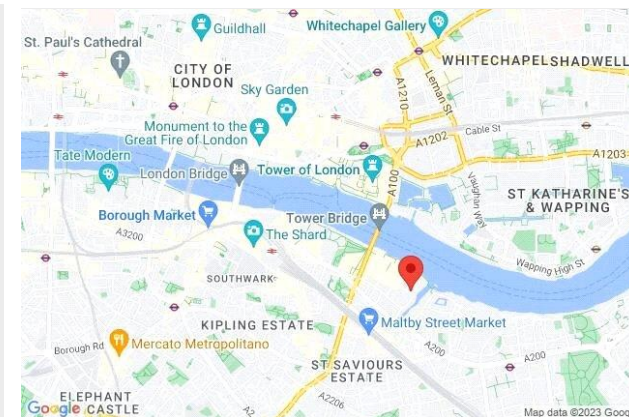 Guildhall
Whitechapel Gallery
St. Paul's Cathedral
CITY OF
LONDON
WHITECHAPEL
SHADWELL
Sky Garden
A1210
Leman St
Monument to the
Great Fire of London
A1202
Cable St
A1203
Tate Modern
London Bridge
Tower of London
A100
Vaughan Way
ST KATHARINE'S
& WAPPING
Borough Market
Tower Bridge
A3200
The Shard
Wapping High St
SOUTHWARK
KIPLING ESTATE
Maltby Street Market
A200
Borough Rd
Mercato Metropolitano
A200
ST SAVIOURS
ESTATE
ELEPHANT
CASTLE
A2206
Google
Map data ©2023 Goog